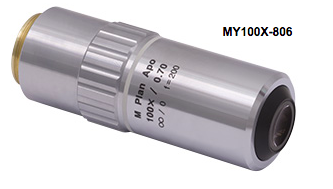 MY100X-806
M Plan Apo
100X / 0.70
∞ / 0 f = 200